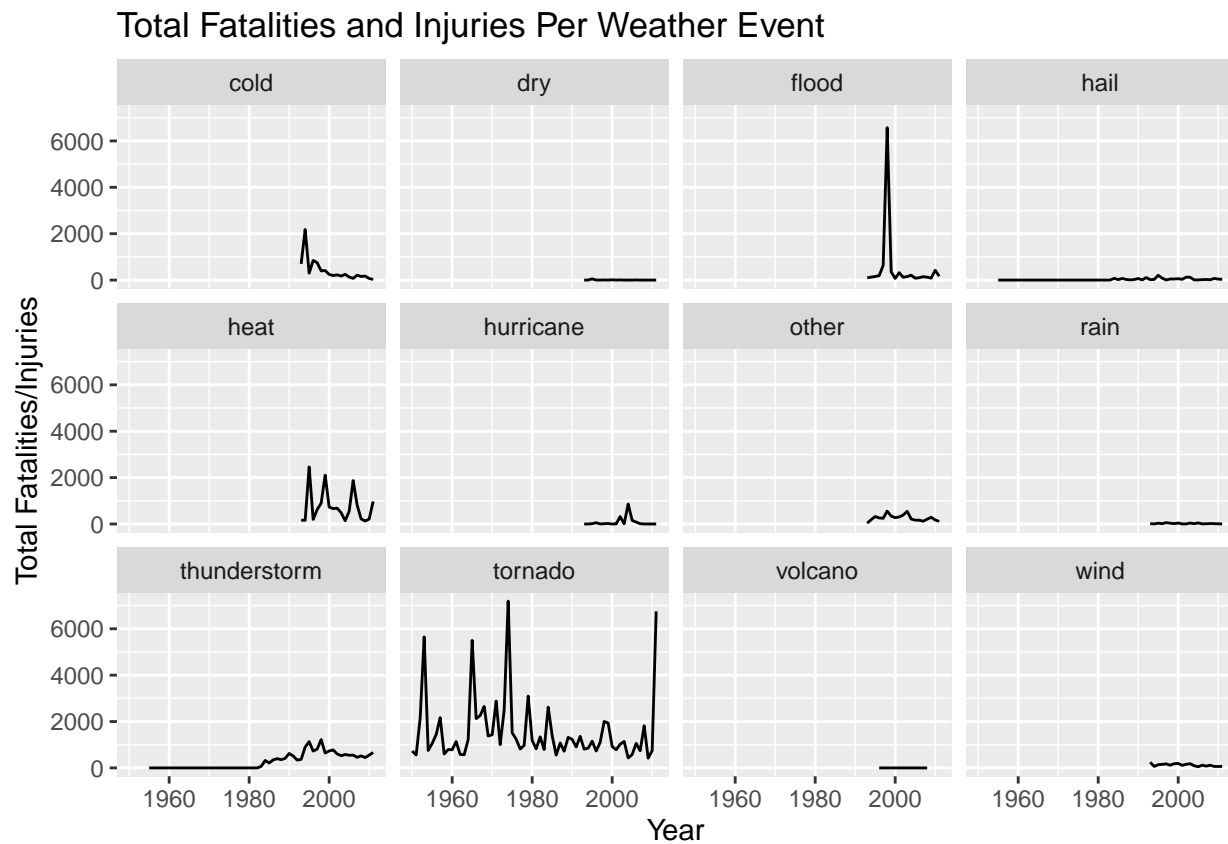 Total Fatalities and Injuries Per Weather Event
cold dry flood hail
6000
4000
2000
0
heat hurricane other rain
6000
4000
2000
0
thunderstorm tornado volcano wind
6000
4000
2000
0
1960 1980 2000 1960 1980 2000 1960 1980 2000 1960 1980 2000
Year
Total Fatalities/Injuries